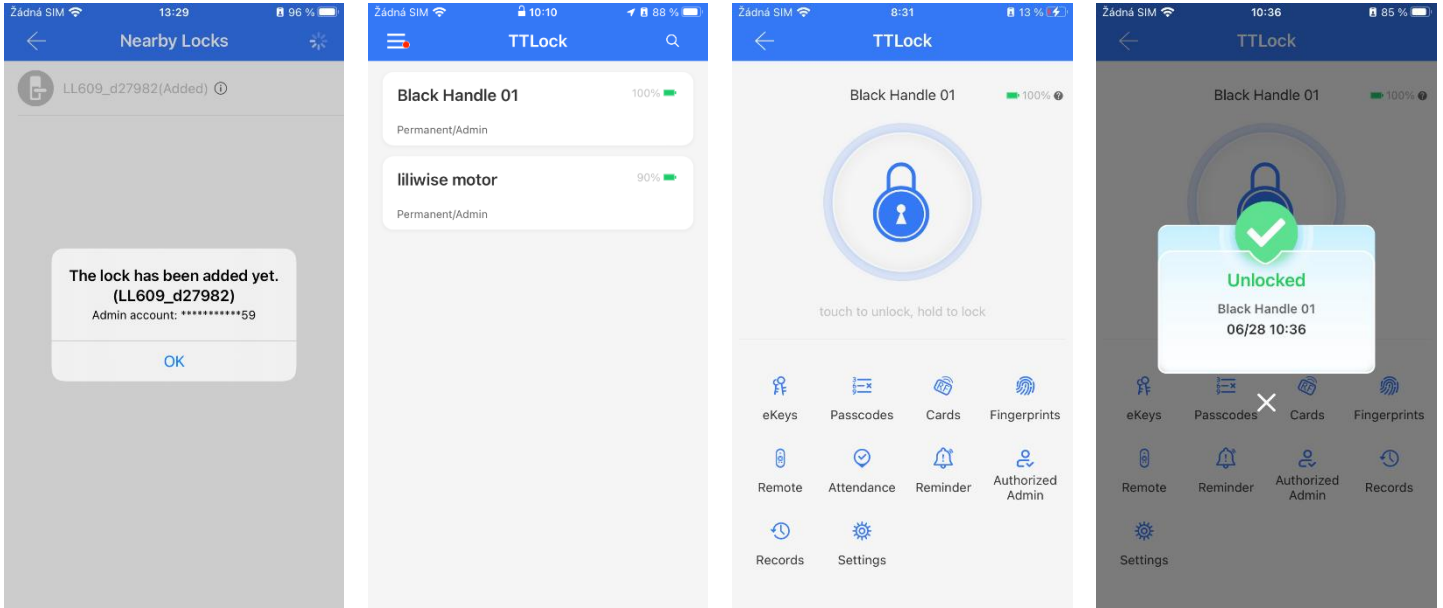 Žádná SIM 13:29 96 %
Nearby Locks
LL609_d27982(Added)
The lock has been added yet.
(LL609_d27982)
Admin account: ***********59
OK
Žádná SIM 10:10 88 %
TTLock
Black Handle 01 100%
Permanent/Admin
liliwise motor 90%
Permanent/Admin
Žádná SIM 8:31 13 %
TTLock
Black Handle 01 100%
touch to unlock, hold to lock
eKeys Passcodes Cards Fingerprints
Remote Attendance Reminder Authorized
Admin
Records Settings
Žádná SIM 10:36 85 %
TTLock
Black Handle 01 100%
Unlocked
Black Handle 01
06/28 10:36
eKeys Passcodes Cards Fingerprints
Remote Reminder Authorized
Admin Records
Settings